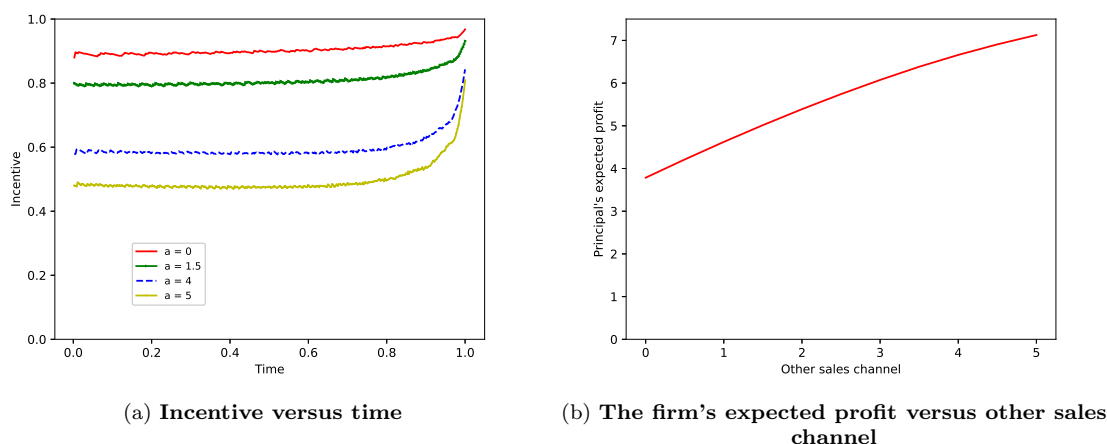 1.0
0.8
0.6
0.4
0.2
0.0
Incentive
a = 0
a = 1.5
a = 4
a = 5
0.0 0.2 0.4 0.6 0.8 1.0
Time
(a) Incentive versus time
7
6
5
4
3
2
1
0
Principal's expected profit
0 1 2 3 4 5
Other sales channel
(b) The firm's expected profit versus other sales
channel